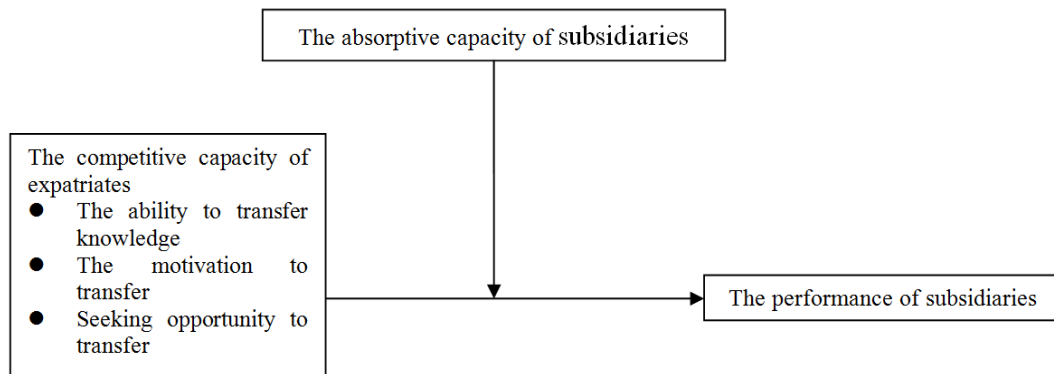 The absorptive capacity of subsidiaries
The competitive capacity of
expatriates
● The ability to transfer
knowledge
● The motivation to
transfer
● Seeking opportunity to
transfer
The performance of subsidiaries